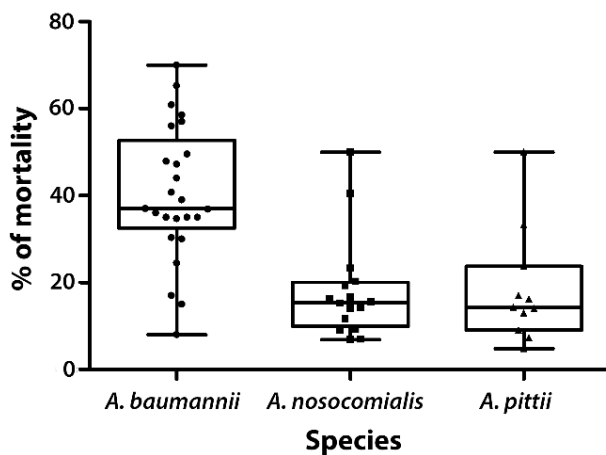 % of mortality
80
60
40
20
0
A. baumannii A. nosocomialis A. pittii
Species